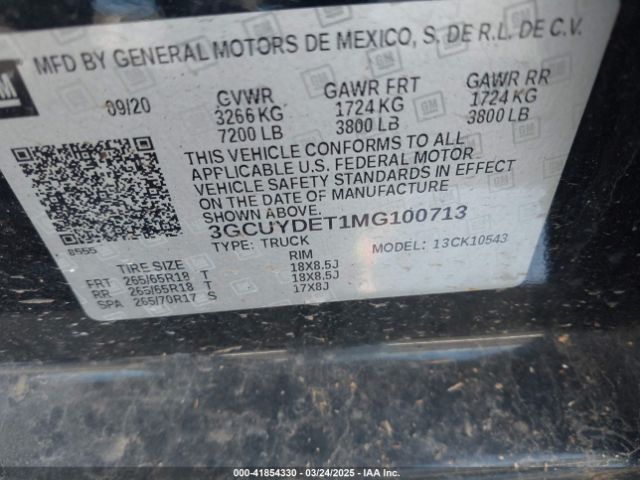 MFD BY GENERAL MOTORS DE MEXICO, S. DE R.L. DE C.V.
GM
09/20 GVWR GAWR FRT GAWR RR
3266 KG 1724 KG 1724 KG
7200 LB 3800 LB 3800 LB
THIS VEHICLE CONFORMS TO ALL
APPLICABLE U.S. FEDERAL MOTOR
VEHICLE SAFETY STANDARDS IN EFFECT
ON THE DATE OF MANUFACTURE
SHOWN ABOVE.
3GCUYDET1MG100713
8555 TYPE: TRUCK MODEL: 13CK10543
TIRE SIZE RIM
FRT 265/65R18 T 18X8.5J
RR 265/65R18 T 18X8.5J
SPA 265/70R17 S 17X8J
000-41854330 - 03/24/2025 - IAA Inc.